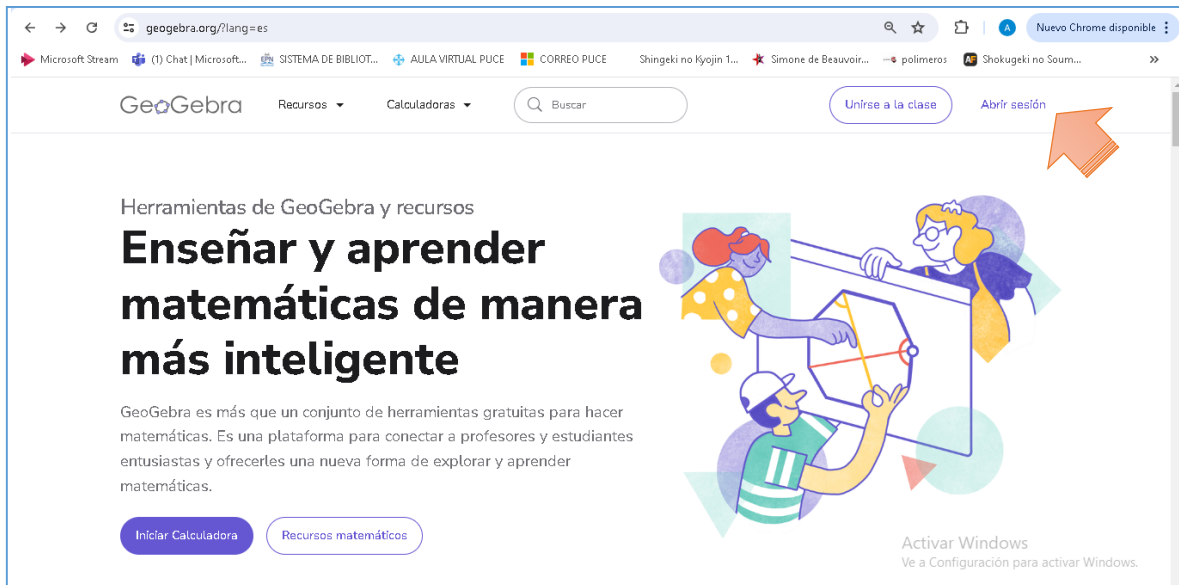 geogebra.org/?lang=es
A
Nuevo Chrome disponible
Microsoft Stream
(1) Chat | Microsoft...
SISTEMA DE BIBLIOT...
AULA VIRTUAL PUCE
CORREO PUCE
Shingeki no Kyojin 1...
Simone de Beauvoir...
polimeros
Shokugeki no Soum...
»
GeoGebra
Recursos
Calculadoras
Buscar
Unirse a la clase
Abrir sesión
Herramientas de GeoGebra y recursos
Enseñar y aprender
matemáticas de manera
más inteligente
GeoGebra es más que un conjunto de herramientas gratuitas para hacer
matemáticas. Es una plataforma para conectar a profesores y estudiantes
entusiastas y ofrecerles una nueva forma de explorar y aprender
matemáticas.
Iniciar Calculadora
Recursos matemáticos
Activar Windows
Ve a Configuración para activar Windows.